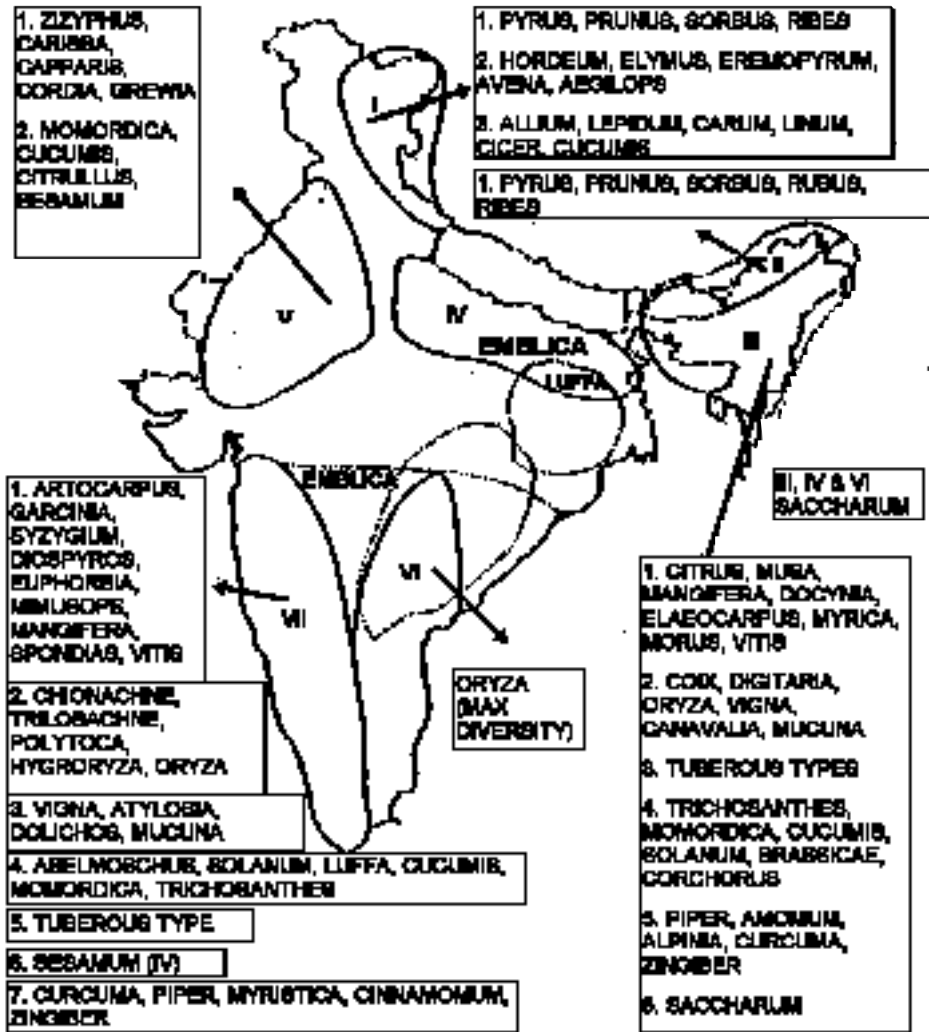 1. ZIZYPHUS,
CARISSA,
CAPPARIS,
CORDIA, GREWIA
2. MOMORDICA,
CUCUMIS,
CITRULLUS,
SESAMUM
1. PYRUS, PRUNUS, SORBUS, RIBES
2. HORDEUM, ELYMUS, EREMOPYRUM,
AVENA, AEGILOPS
3. ALLIUM, LEPIDUM, CARUM, LINUM,
CICER, CUCUMIS
1. PYRUS, PRUNUS, SORBUS, RUBUS,
RIBES
I
II
III
IV
V
EMBLICA
LUFFA
EMBLICA
VI
VII
III, IV & VI
SACCHARUM
1. ARTOCARPUS,
GARCINIA,
SYZYGIUM,
DIOSPYROS,
EUPHORBIA,
MIMUSOPS,
MANGIFERA,
SPONDIAS, VITIS
2. CHIONACHNE,
TRILOBACHNE,
POLYTOCA,
HYGRORYZA, ORYZA
3. VIGNA, ATYLOSIA,
DOLICHOS, MUCUNA
4. ABELMOSCHUS, SOLANUM, LUFFA, CUCUMIS,
MOMORDICA, TRICHOSANTHES
5. TUBEROUS TYPE
6. SESAMUM (IV)
7. CURCUMA, PIPER, MYRISTICA, CINNAMOMUM,
ZINGIBER
ORYZA
(MAX
DIVERSITY)
1. CITRUS, MUSA,
MANGIFERA, DOCYNIA,
ELAEOCARPUS, MYRICA,
MORUS, VITIS
2. COIX, DIGITARIA,
ORYZA, VIGNA,
CANAVALIA, MUCUNA
3. TUBEROUS TYPES
4. TRICHOSANTHES,
MOMORDICA, CUCUMIS,
SOLANUM, BRASSICAE,
CORCHORUS
5. PIPER, AMOMUM,
ALPINIA, CURCUMA,
ZINGIBER
6. SACCHARUM